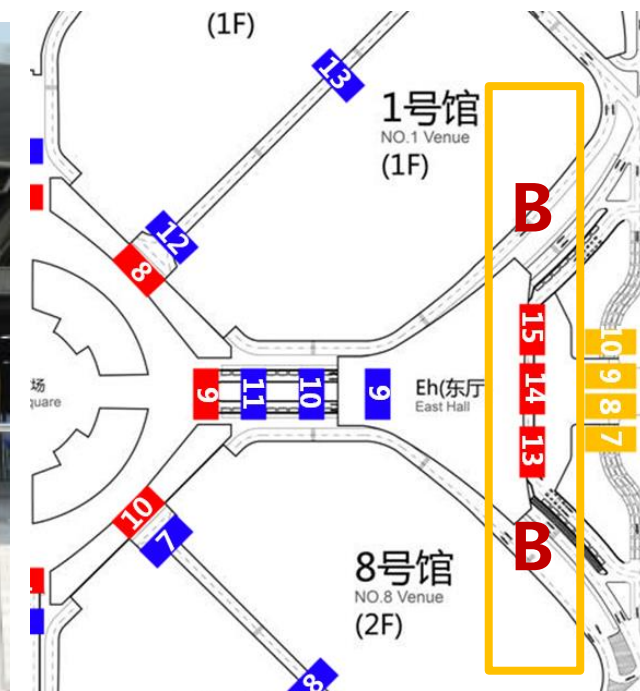 (1F)
13
1号馆
NO.1 Venue
(1F)
B
12
8
15
10
9
11
10
9
Eh(东厅
East Hall
14
9
8
场
quare
13
7
10
7
B
8号馆
NO.8 Venue
(2F)
8